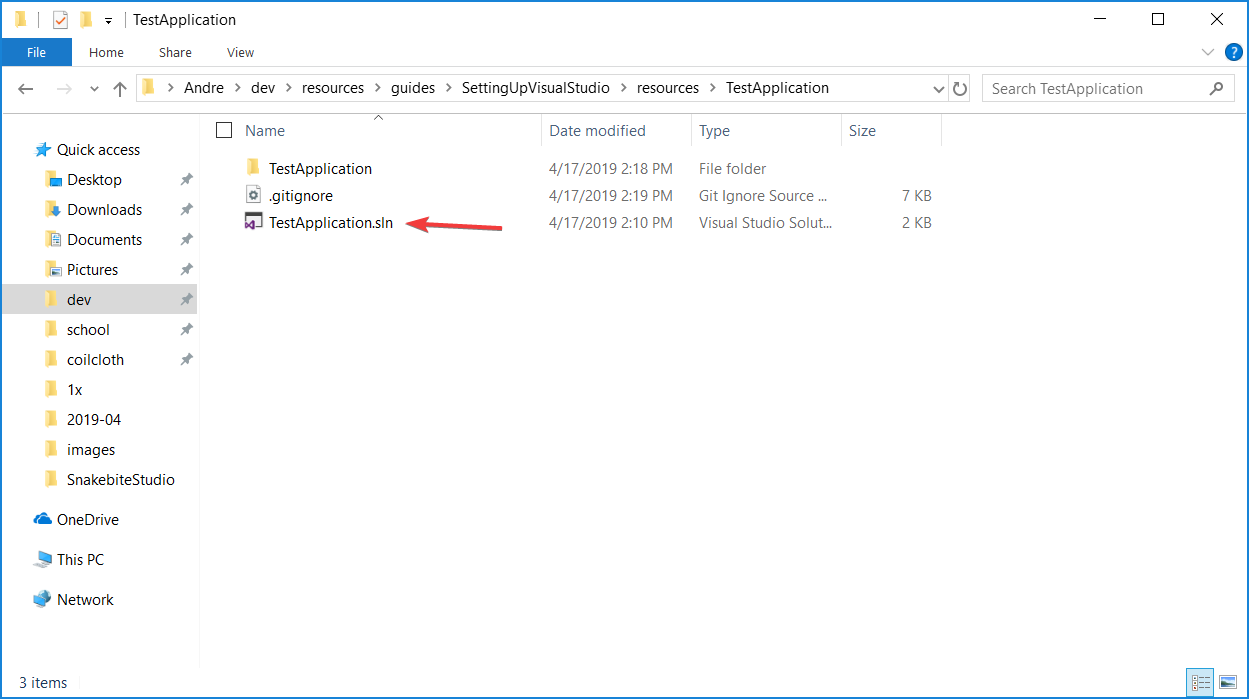 TestApplication
File Home Share View
Andre dev resources guides SettingUpVisualStudio resources TestApplication Search TestApplication
Name Date modified Type Size
Quick access
Desktop
Downloads
Documents
Pictures
dev
school
coilcloth
1x
2019-04
images
SnakebiteStudio
OneDrive
This PC
Network
TestApplication 4/17/2019 2:18 PM File folder
.gitignore 4/17/2019 2:19 PM Git Ignore Source ... 7 KB
TestApplication.sln 4/17/2019 2:10 PM Visual Studio Solut... 2 KB
3 items